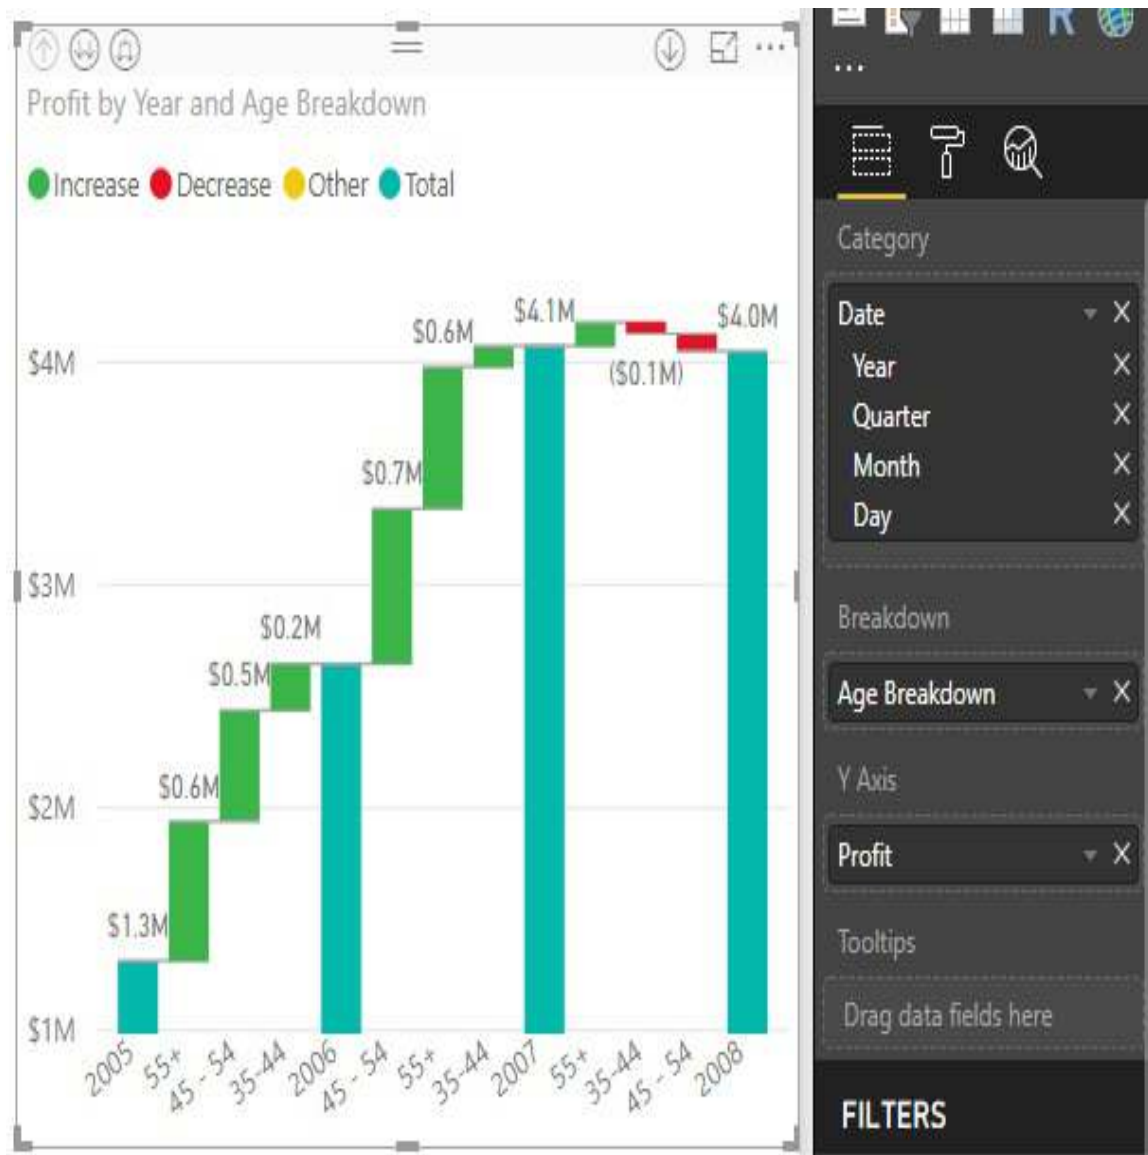 Profit by Year and Age Breakdown
Increase Decrease Other Total
$4M
$3M
$2M
$1M
$1.3M
$0.6M
$0.5M
$0.2M
$0.7M
$0.6M
$4.1M
($0.1M)
$4.0M
2005 55+ 45 - 54 35-44 2006 45 - 54 55+ 35-44 2007 55+ 35-44 45 - 54 2008
R
...
Category
Date
Year
Quarter
Month
Day
Breakdown
Age Breakdown
Y Axis
Profit
Tooltips
Drag data fields here
FILTERS